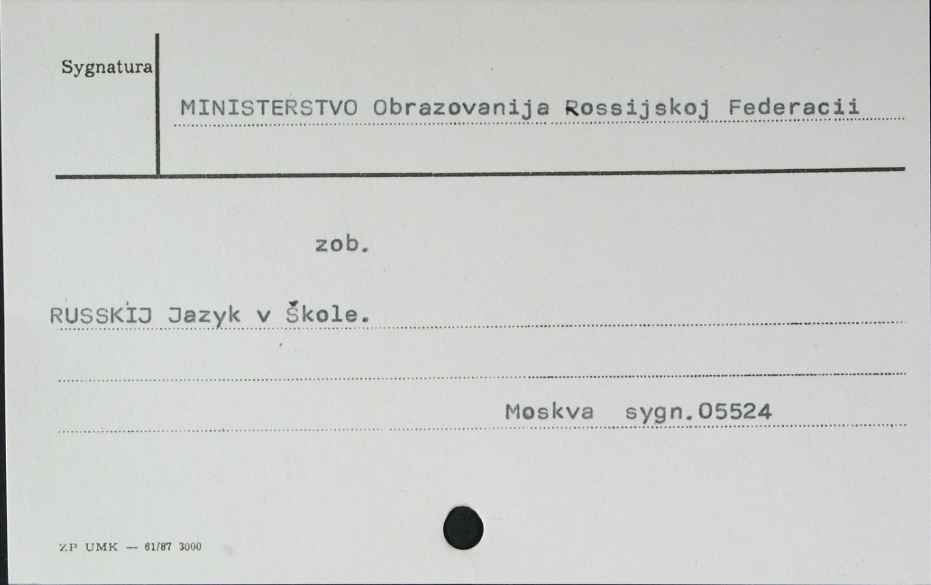 Sygnatura
MINISTERSTVO Obrazovanija Rossijskoj Federacii
zob.
RUSSKIJ Jazyk v Škole.
Moskva sygn.05524
ZP UMK — 61/87 3000